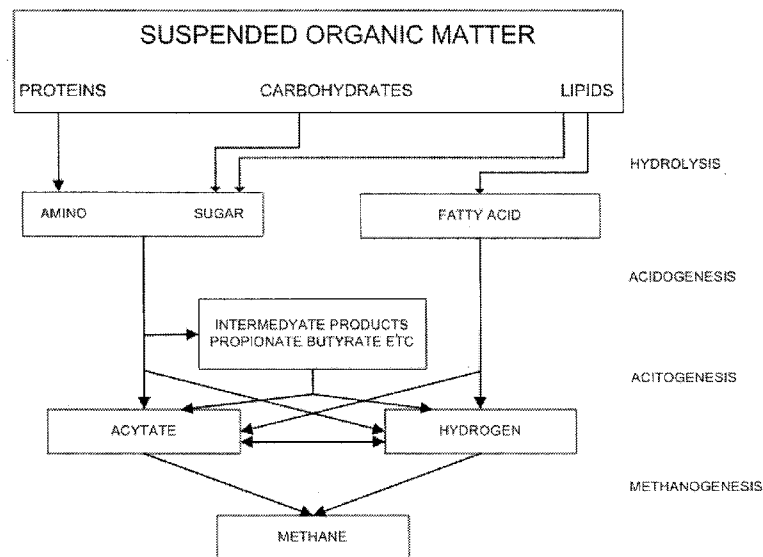 SUSPENDED ORGANIC MATTER
PROTEINS CARBOHYDRATES LIPIDS
HYDROLYSIS
AMINO SUGAR FATTY ACID
ACIDOGENESIS
INTERMEDYATE PRODUCTS
PROPIONATE BUTYRATE ETC
ACITOGENESIS
ACYTATE HYDROGEN
METHANOGENESIS
METHANE